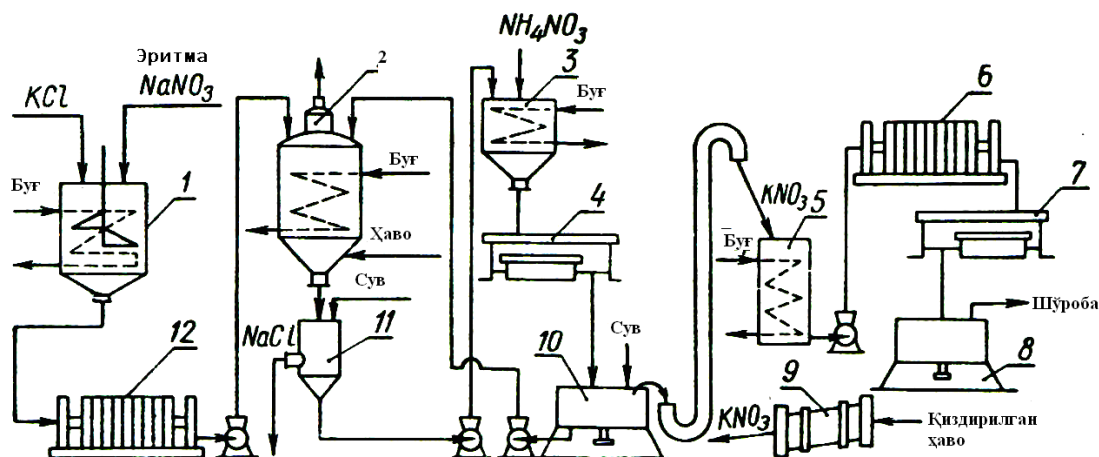 Эритма
NaNO3
KCl
Буғ
1
2
Буғ
Ҳаво
Сув
NaCl
11
12
NH4NO3
3
Буғ
4
Сув
10
KNO3
5
Буғ
6
7
Шўроба
8
9
KNO3
Қиздирилган
ҳаво